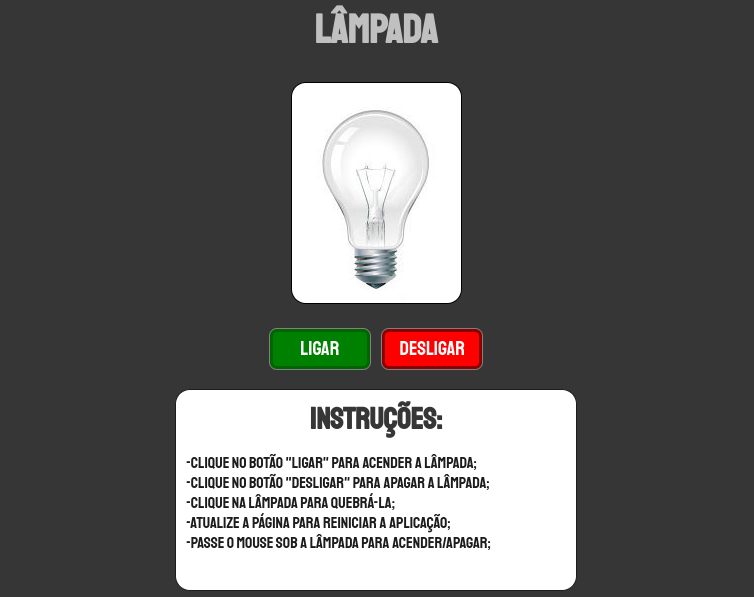 LÂMPADA
LIGAR
DESLIGAR
INSTRUÇÕES:
-CLIQUE NO BOTÃO "LIGAR" PARA ACENDER A LÂMPADA;
-CLIQUE NO BOTÃO "DESLIGAR" PARA APAGAR A LÂMPADA;
-CLIQUE NA LÂMPADA PARA QUEBRÁ-LA;
-ATUALIZE A PÁGINA PARA REINICIAR A APLICAÇÃO;
-PASSE O MOUSE SOB A LÂMPADA PARA ACENDER/APAGAR;